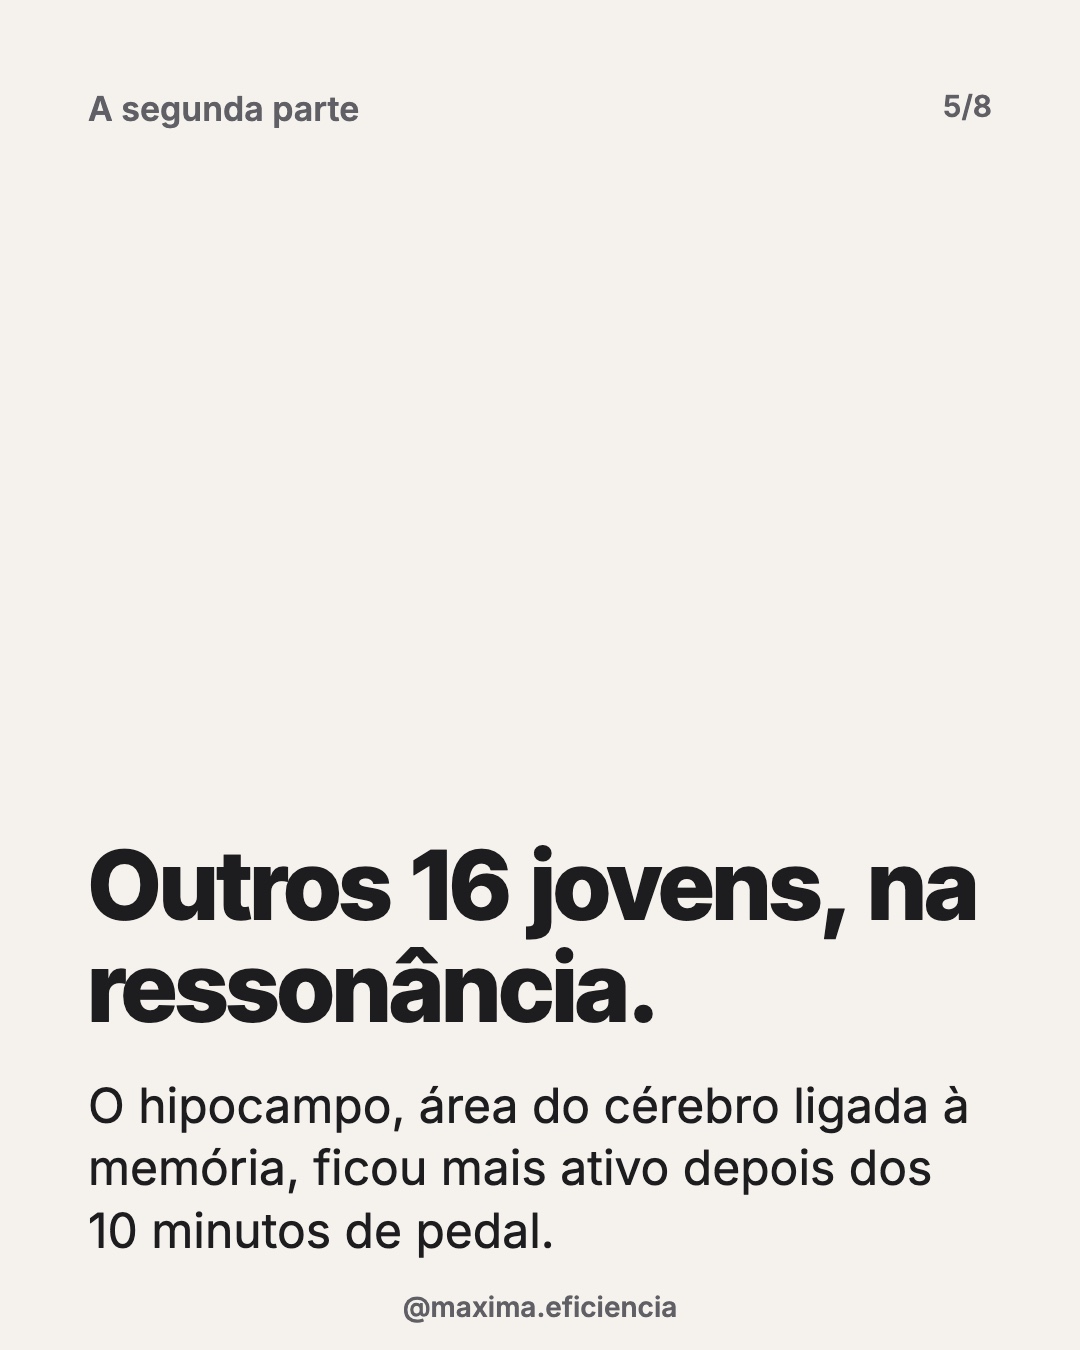 A segunda parte
5/8
Outros 16 jovens, na
ressonância.
O hipocampo, área do cérebro ligada à
memória, ficou mais ativo depois dos
10 minutos de pedal.
@maxima.eficiencia